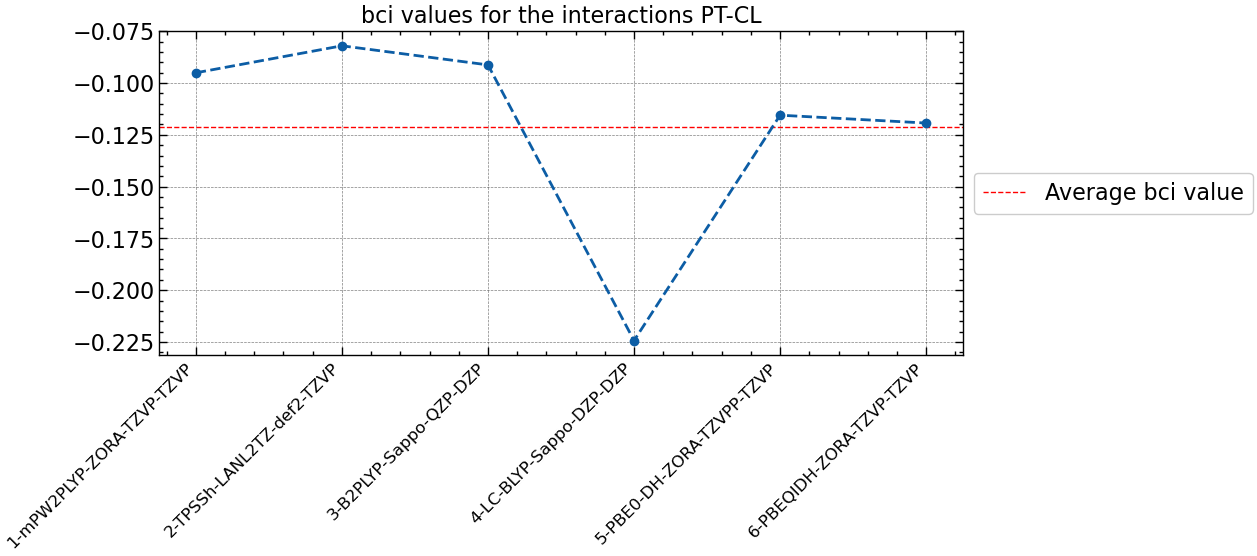 bci values for the interactions PT-CL
−0.075
−0.100
−0.125
−0.150
−0.175
−0.200
−0.225
Average bci value
1-mPW2PLYP-ZORA-TZVP-TZVP
2-TPSSh-LANL2TZ-def2-TZVP
3-B2PLYP-Sappo-QZP-DZP
4-LC-BLYP-Sappo-DZP-DZP
5-PBE0-DH-ZORA-TZVPP-TZVP
6-PBEQIDH-ZORA-TZVP-TZVP